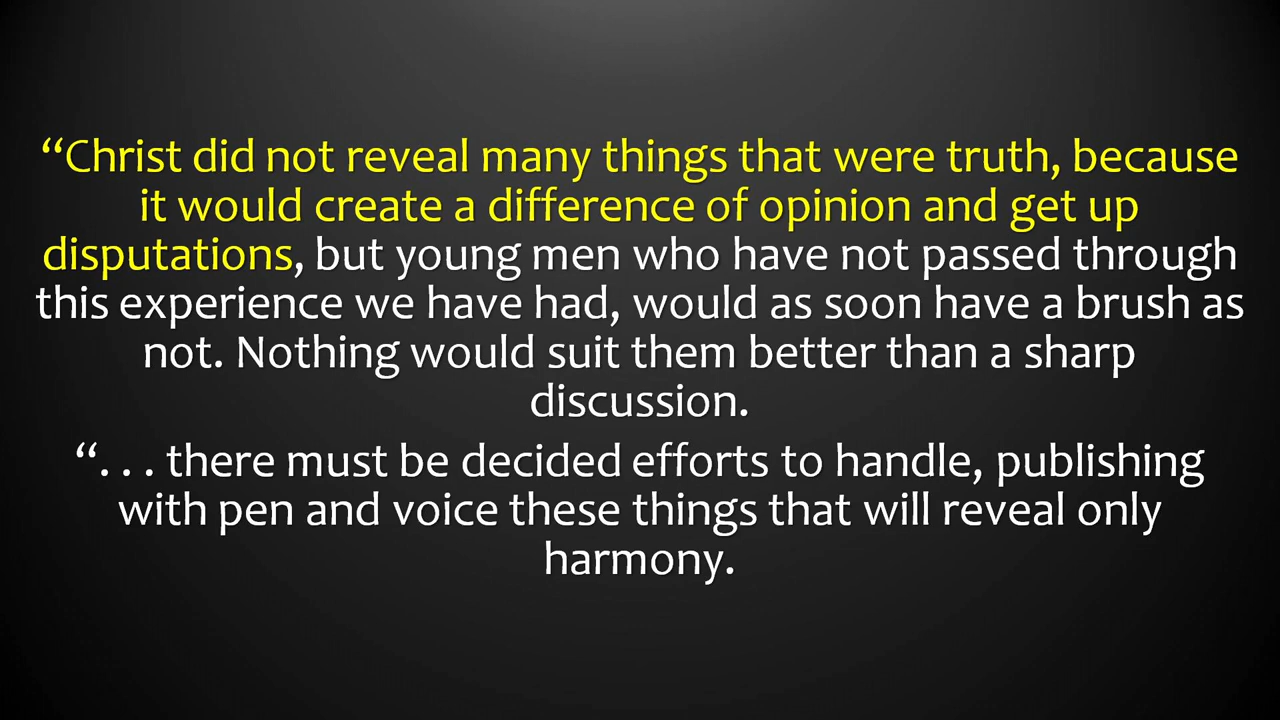 “Christ did not reveal many things that were truth, because
it would create a difference of opinion and get up
disputations, but young men who have not passed through
this experience we have had, would as soon have a brush as
not. Nothing would suit them better than a sharp
discussion.
“. . . there must be decided efforts to handle, publishing
with pen and voice these things that will reveal only
harmony.